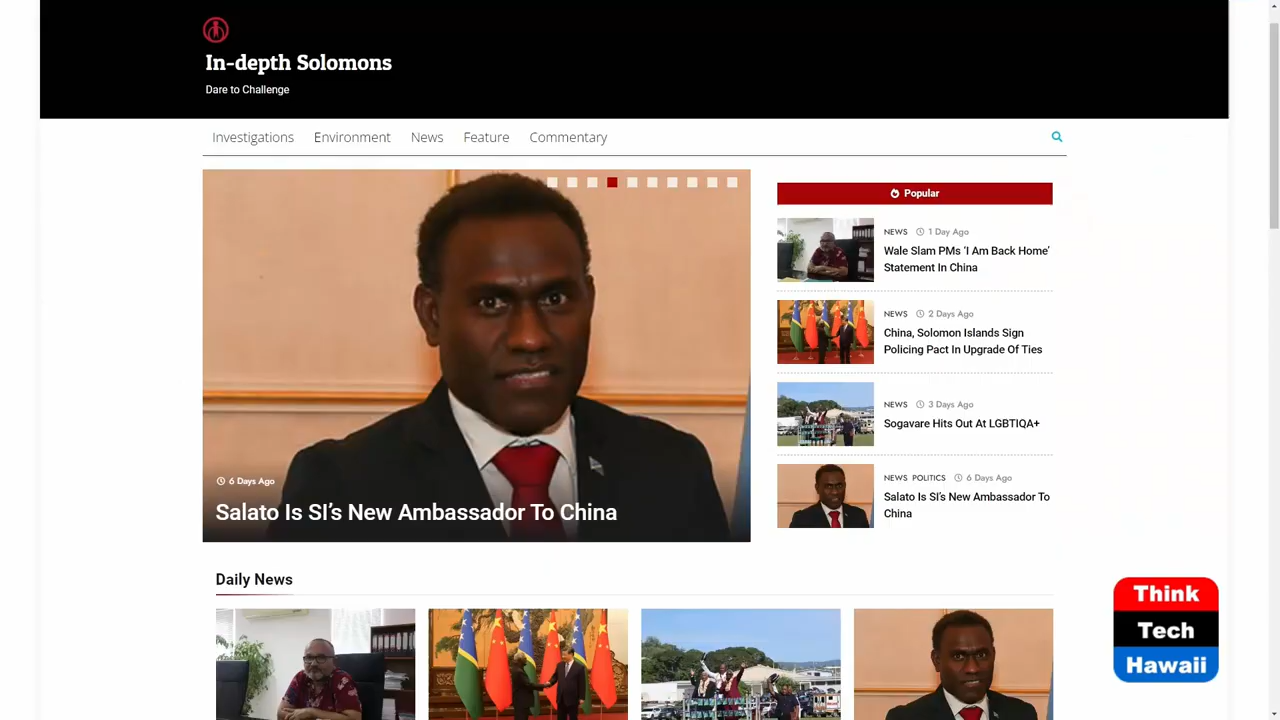 In-depth Solomons
Dare to Challenge
Investigations Environment News Feature Commentary
6 Days Ago
Salato Is SI's New Ambassador To China
Popular
NEWS 1 Day Ago
Wale Slam PMs ‘I Am Back Home’
Statement In China
NEWS 2 Days Ago
China, Solomon Islands Sign
Policing Pact In Upgrade Of Ties
NEWS 3 Days Ago
Sogavare Hits Out At LGBTIQA+
NEWS POLITICS 6 Days Ago
Salato Is SI's New Ambassador To
China
Daily News
Think
Tech
Hawaii